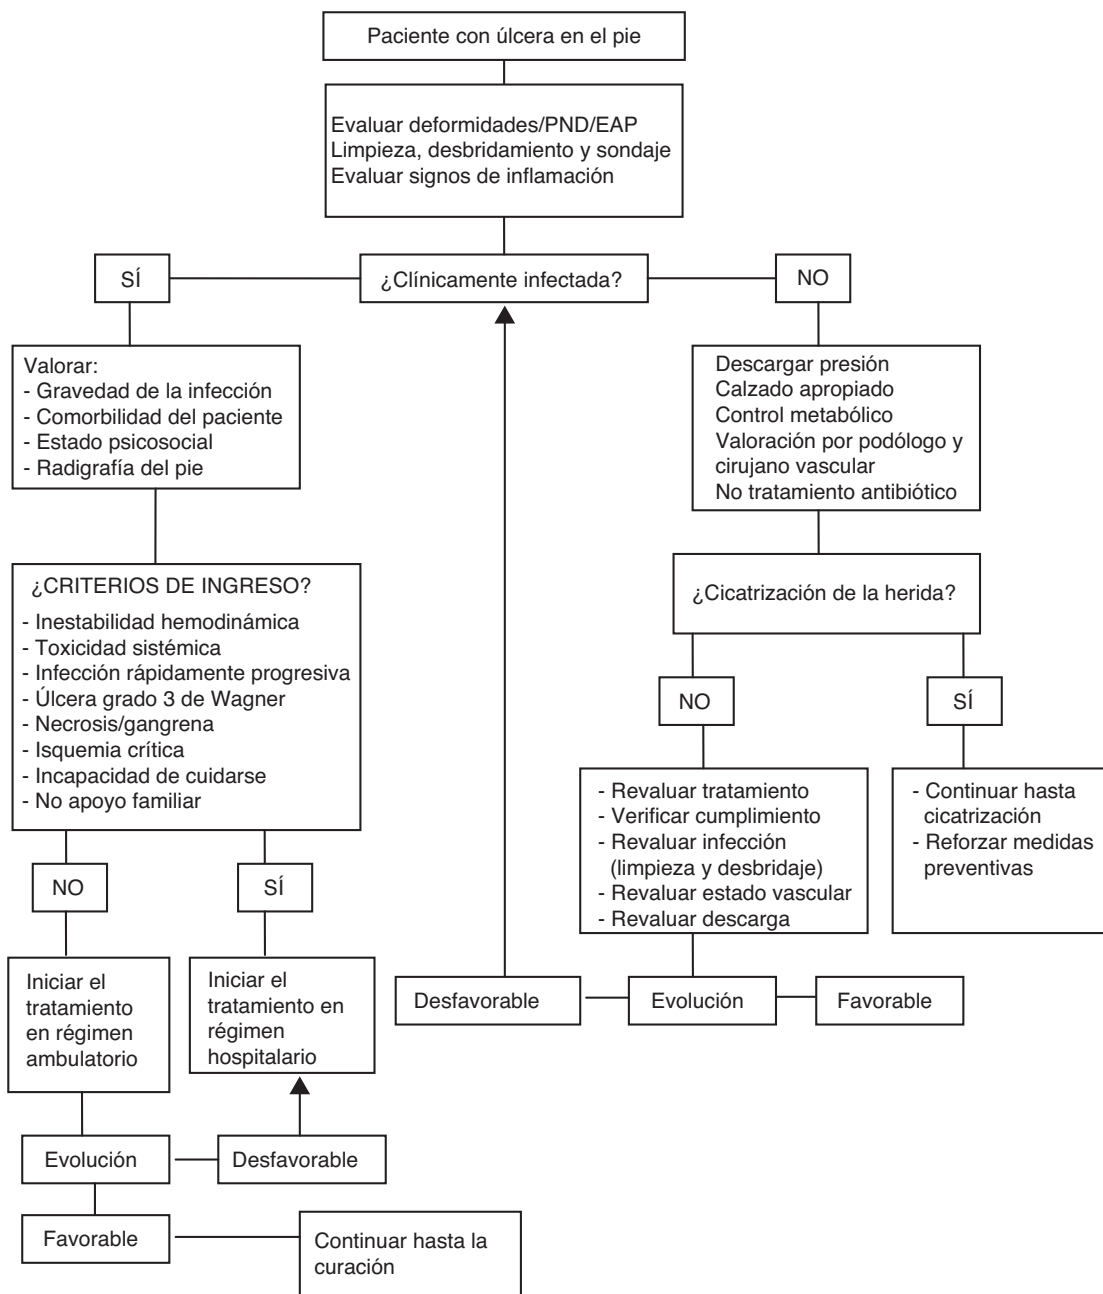 Paciente con úlcera en el pie
Evaluar deformidades/PND/EAP
Limpieza, desbridamiento y sondaje
Evaluar signos de inflamación
SÍ
¿Clínicamente infectada?
NO
Valorar:
- Gravedad de la infección
- Comorbilidad del paciente
- Estado psicosocial
- Radigrafía del pie
Descargar presión
Calzado apropiado
Control metabólico
Valoración por podólogo y
cirujano vascular
No tratamiento antibiótico
¿CRITERIOS DE INGRESO?
- Inestabilidad hemodinámica
- Toxicidad sistémica
- Infección rápidamente progresiva
- Úlcera grado 3 de Wagner
- Necrosis/gangrena
- Isquemia crítica
- Incapacidad de cuidarse
- No apoyo familiar
¿Cicatrización de la herida?
NO
SÍ
- Revaluar tratamiento
- Verificar cumplimiento
- Revaluar infección
(limpieza y desbridaje)
- Revaluar estado vascular
- Revaluar descarga
- Continuar hasta
cicatrización
- Reforzar medidas
preventivas
NO
SÍ
Iniciar el
tratamiento
en régimen
ambulatorio
Iniciar el
tratamiento en
régimen
hospitalario
Desfavorable
Evolución
Favorable
Evolución
Desfavorable
Favorable
Continuar hasta la
curación